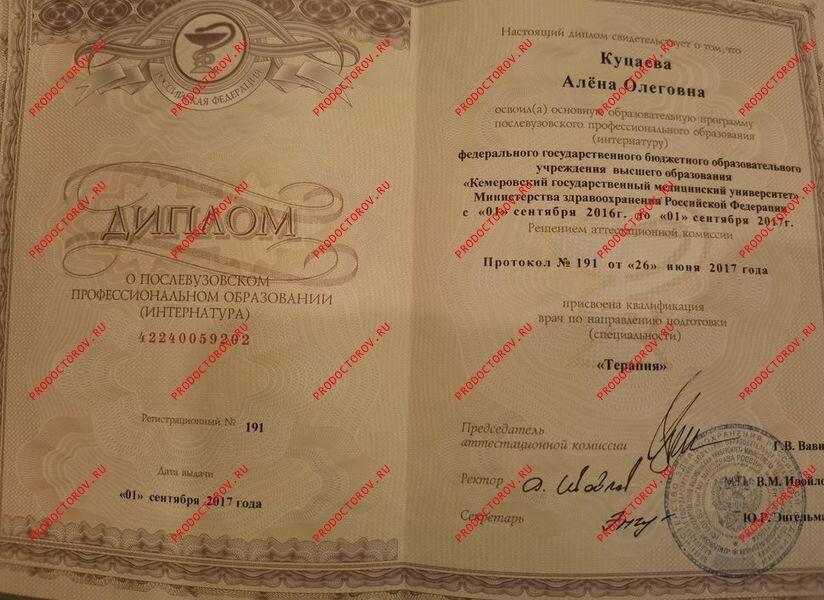 РОССИЙСКАЯ ФЕДЕРАЦИЯ
ДИПЛОМ
О ПОСЛЕВУЗОВСКОМ
ПРОФЕССИОНАЛЬНОМ ОБРАЗОВАНИИ
(ИНТЕРНАТУРА)
42240059202
Регистрационный № 191
Дата выдачи
«01» сентября 2017 года
Настоящий диплом свидетельствует о том, что
Куцаева
Алёна Олеговна
освоил(а) основную образовательную программу
послевузовского профессионального образования
(интернатуру)
федерального государственного бюджетного образовательного
учреждения высшего образования
«Кемеровский государственный медицинский университет»
Министерства здравоохранения Российской Федерации
с «01» сентября 2016г. по «01» сентября 2017г.
Решением аттестационной комиссии
Протокол № 191 от «26» июня 2017 года
присвоена квалификация
врач по направлению подготовки
(специальности)
«Терапия»
Председатель
аттестационной комиссии Г.В. Вави
Ректор В.М. Ивойло
Секретарь Ю.Р. Энгельма
PRODOCTOROV.RU